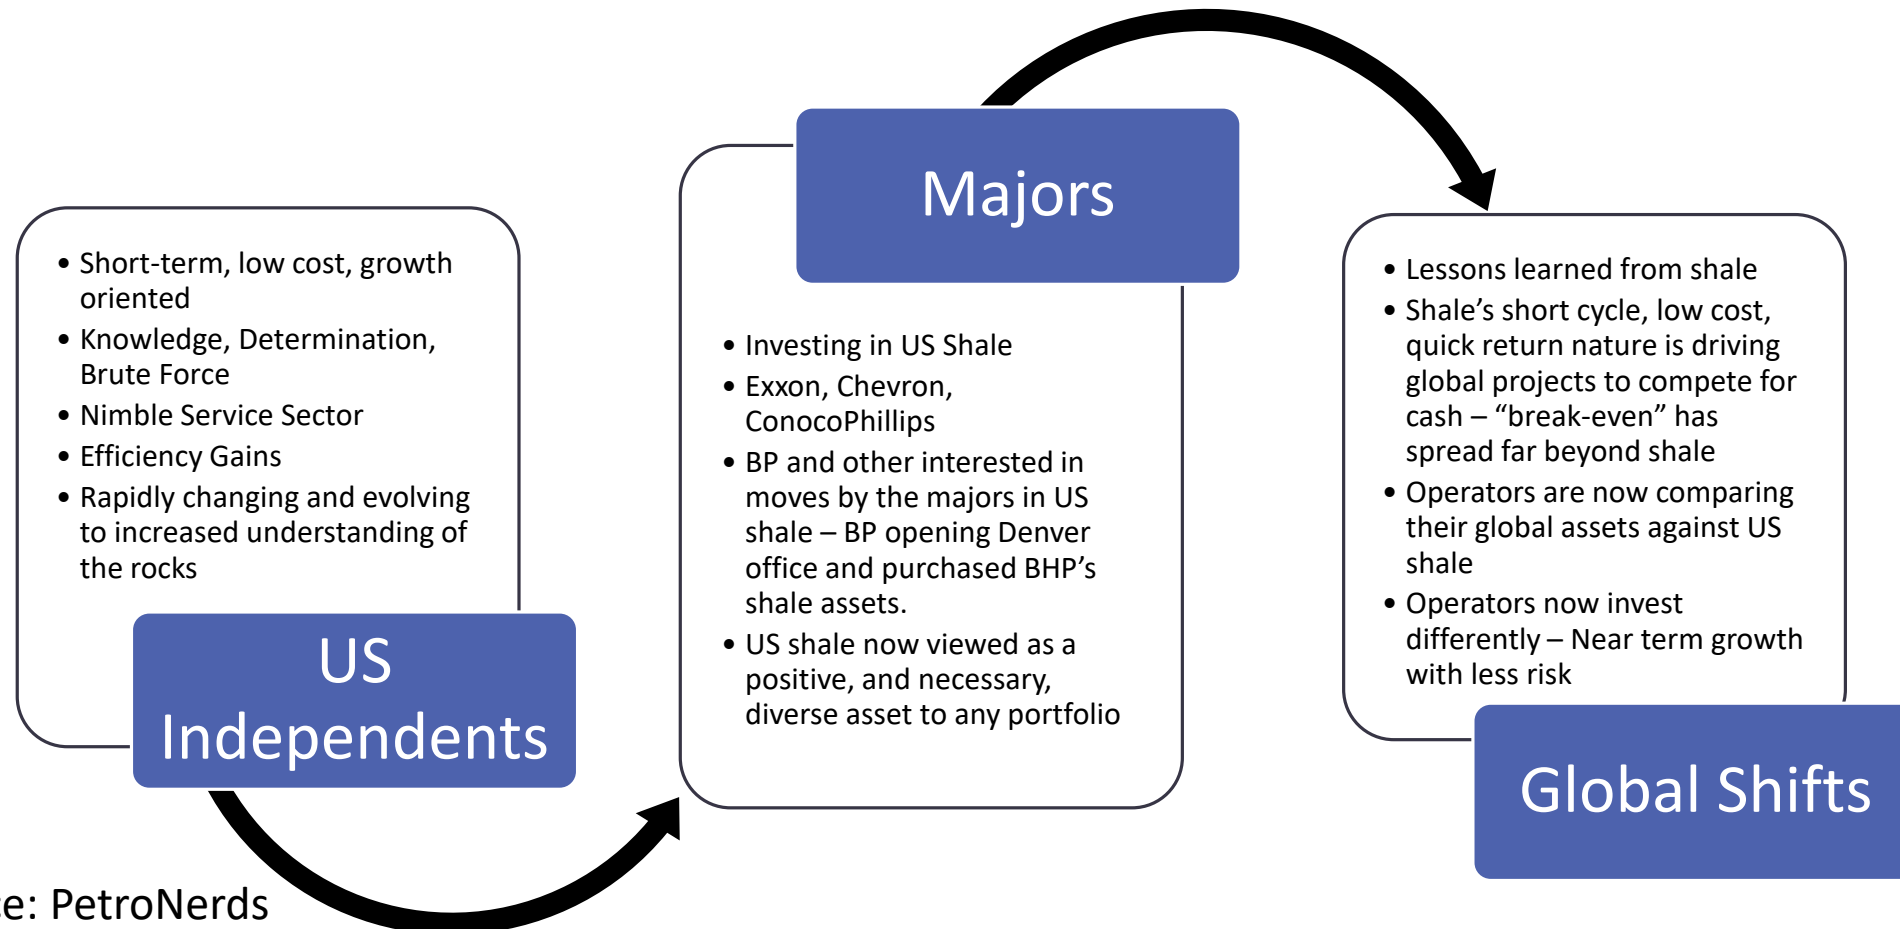 • Short-term, low cost, growth
oriented
• Knowledge, Determination,
Brute Force
• Nimble Service Sector
• Efficiency Gains
• Rapidly changing and evolving
to increased understanding of
the rocks
US
Independents
Majors
• Investing in US Shale
• Exxon, Chevron,
ConocoPhillips
• BP and other interested in
moves by the majors in US
shale – BP opening Denver
office and purchased BHP’s
shale assets.
• US shale now viewed as a
positive, and necessary,
diverse asset to any portfolio
• Lessons learned from shale
• Shale’s short cycle, low cost,
quick return nature is driving
global projects to compete for
cash – “break-even” has
spread far beyond shale
• Operators are now comparing
their global assets against US
shale
• Operators now invest
differently – Near term growth
with less risk
Global Shifts
ce: PetroNerds